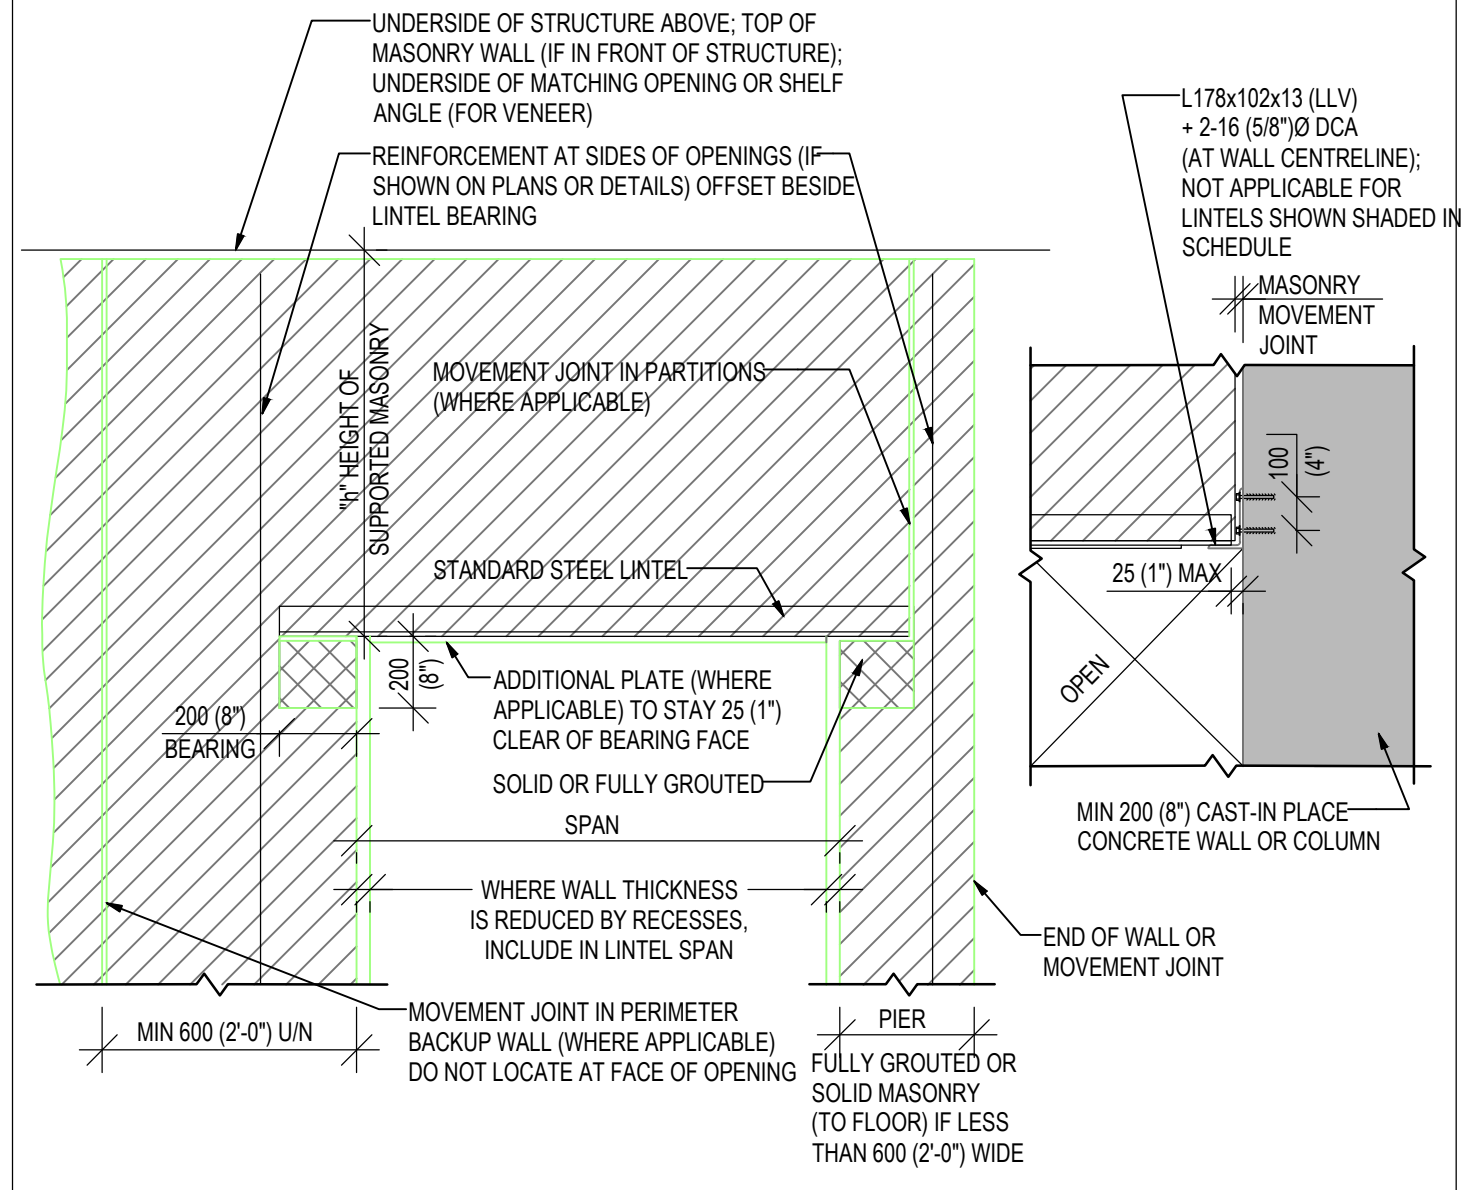 UNDERSIDE OF STRUCTURE ABOVE; TOP OF
MASONRY WALL (IF IN FRONT OF STRUCTURE);
UNDERSIDE OF MATCHING OPENING OR SHELF
ANGLE (FOR VENEER)
REINFORCEMENT AT SIDES OF OPENINGS (IF
SHOWN ON PLANS OR DETAILS) OFFSET BESIDE
LINTEL BEARING
L178x102x13 (LLV)
+ 2-16 (5/8")Ø DCA
(AT WALL CENTRELINE);
NOT APPLICABLE FOR
LINTELS SHOWN SHADED IN
SCHEDULE
MASONRY
MOVEMENT
JOINT
"h" HEIGHT OF
SUPPORTED MASONRY
MOVEMENT JOINT IN PARTITIONS
(WHERE APPLICABLE)
100
(4")
STANDARD STEEL LINTEL
25 (1") MAX
200
(8")
ADDITIONAL PLATE (WHERE
APPLICABLE) TO STAY 25 (1")
CLEAR OF BEARING FACE
OPEN
200 (8")
BEARING
SOLID OR FULLY GROUTED
SPAN
MIN 200 (8") CAST-IN PLACE
CONCRETE WALL OR COLUMN
WHERE WALL THICKNESS
IS REDUCED BY RECESSES,
INCLUDE IN LINTEL SPAN
END OF WALL OR
MOVEMENT JOINT
MIN 600 (2'-0") U/N
MOVEMENT JOINT IN PERIMETER
BACKUP WALL (WHERE APPLICABLE)
DO NOT LOCATE AT FACE OF OPENING
PIER
FULLY GROUTED OR
SOLID MASONRY
(TO FLOOR) IF LESS
THAN 600 (2'-0") WIDE